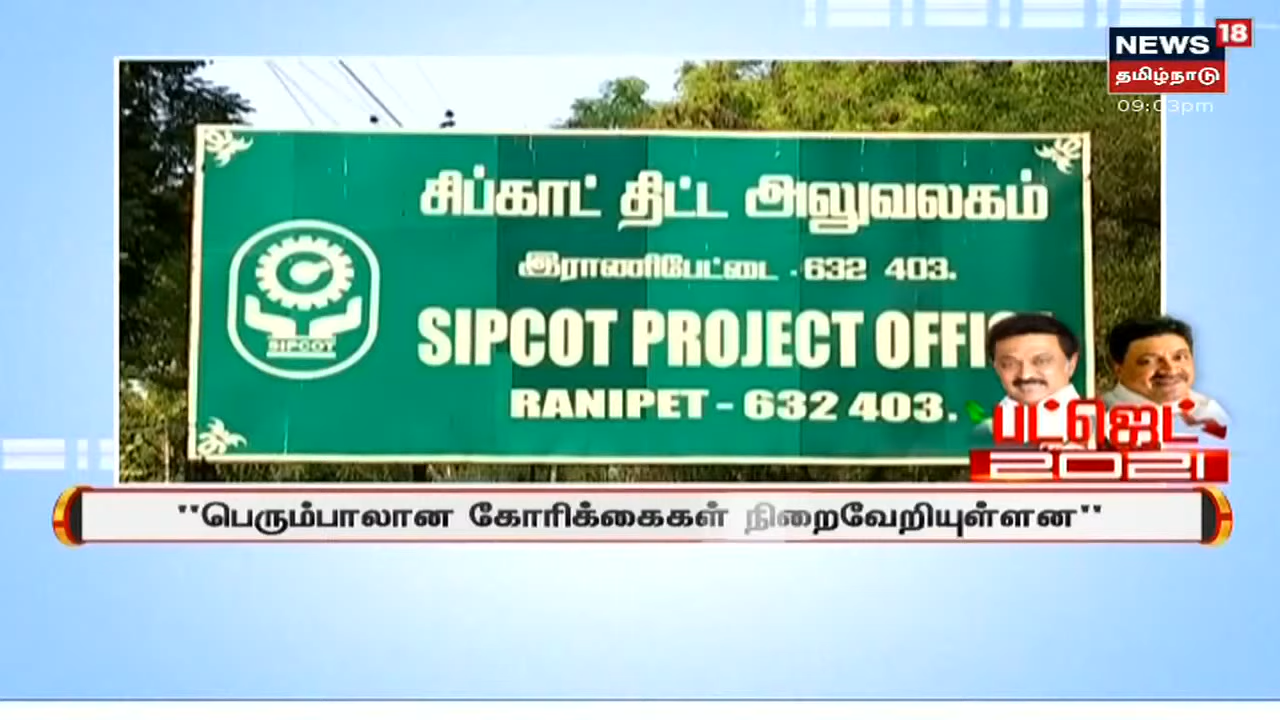 NEWS 18
தமிழ்நாடு
09:03pm
சிப்காட் திட்ட அலுவலகம்
இராணிபேட்டை - 632 403.
SIPCOT
SIPCOT PROJECT
RANIPET - 632 403.
பட்ஜெட்
2021
"பெரும்பாலான கோரிக்கைகள் நிறைவேறியுள்ளன"